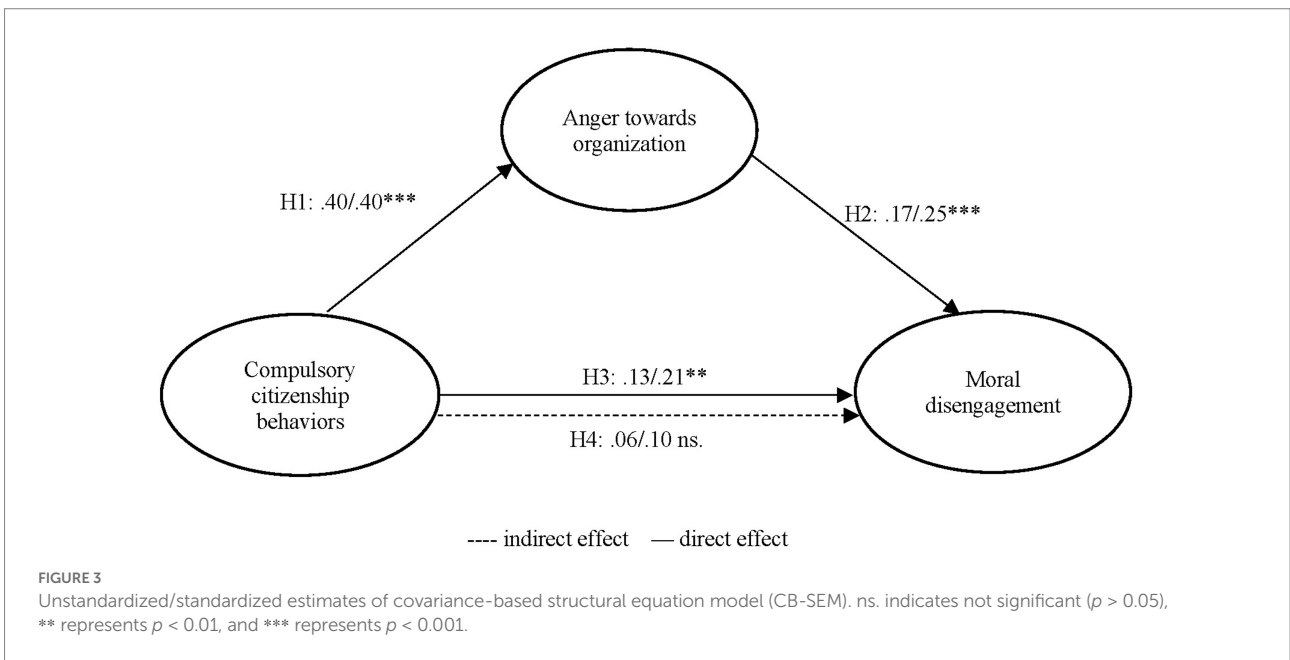 Anger towards
organization
H1: .40/.40***
H2: .17/.25***
Compulsory
citizenship
behaviors
H3: .13/.21**
Moral
disengagement
H4: .06/.10 ns.
---- indirect effect — direct effect
FIGURE 3
Unstandardized/standardized estimates of covariance-based structural equation model (CB-SEM). ns. indicates not significant (p > 0.05),
** represents p < 0.01, and *** represents p < 0.001.